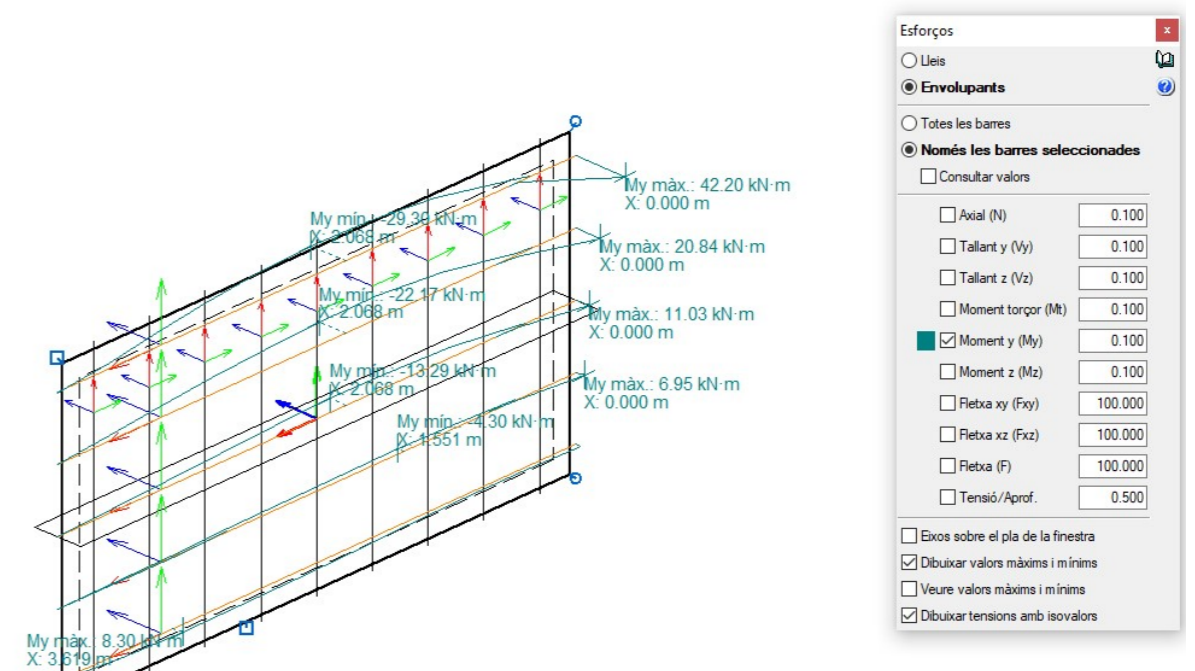 My màx.: 42.20 kN·m
X: 0.000 m
My mín.: -29.36 kN·m
X: 2.068 m
My màx.: 20.84 kN·m
X: 0.000 m
My mín.: -22.17 kN·m
X: 2.068 m
My màx.: 11.03 kN·m
X: 0.000 m
My mín.: -13.29 kN·m
X: 2.068 m
My màx.: 6.95 kN·m
X: 0.000 m
My mín.: -4.30 kN·m
X: 1.551 m
My màx.: 8.30 kN·m
X: 3.619 m
Esforços
x
Lleis
Envolupants
?
Totes les barres
Només les barres seleccionades
Consultar valors
Axial (N) 0.100
Tallant y (Vy) 0.100
Tallant z (Vz) 0.100
Moment torçor (Mt) 0.100
Moment y (My) 0.100
Moment z (Mz) 0.100
Fletxa xy (Fxy) 100.000
Fletxa xz (Fxz) 100.000
Fletxa (F) 100.000
Tensió/Aprof. 0.500
Eixos sobre el pla de la finestra
Dibuixar valors màxims i mínims
Veure valors màxims i mínims
Dibuixar tensions amb isovalors